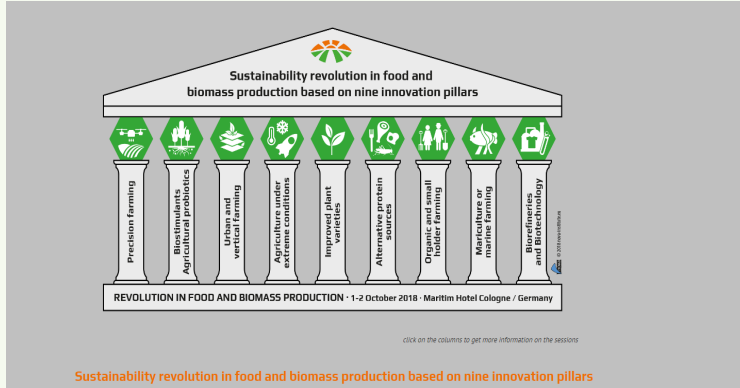 Sustainability revolution in food and
biomass production based on nine innovation pillars
Precision farming
Biostimulants
Agricultural probiotics
Urban and
vertical farming
Agriculture under
extreme conditions
Improved plant
varieties
Alternative protein
sources
Organic and small
holder farming
Mariculture or
marine farming
Biorefineries
and Biotechnology
REVOLUTION IN FOOD AND BIOMASS PRODUCTION · 1-2 October 2018 · Maritim Hotel Cologne / Germany
click on the columns to get more information on the sessions
Sustainability revolution in food and biomass production based on nine innovation pillars